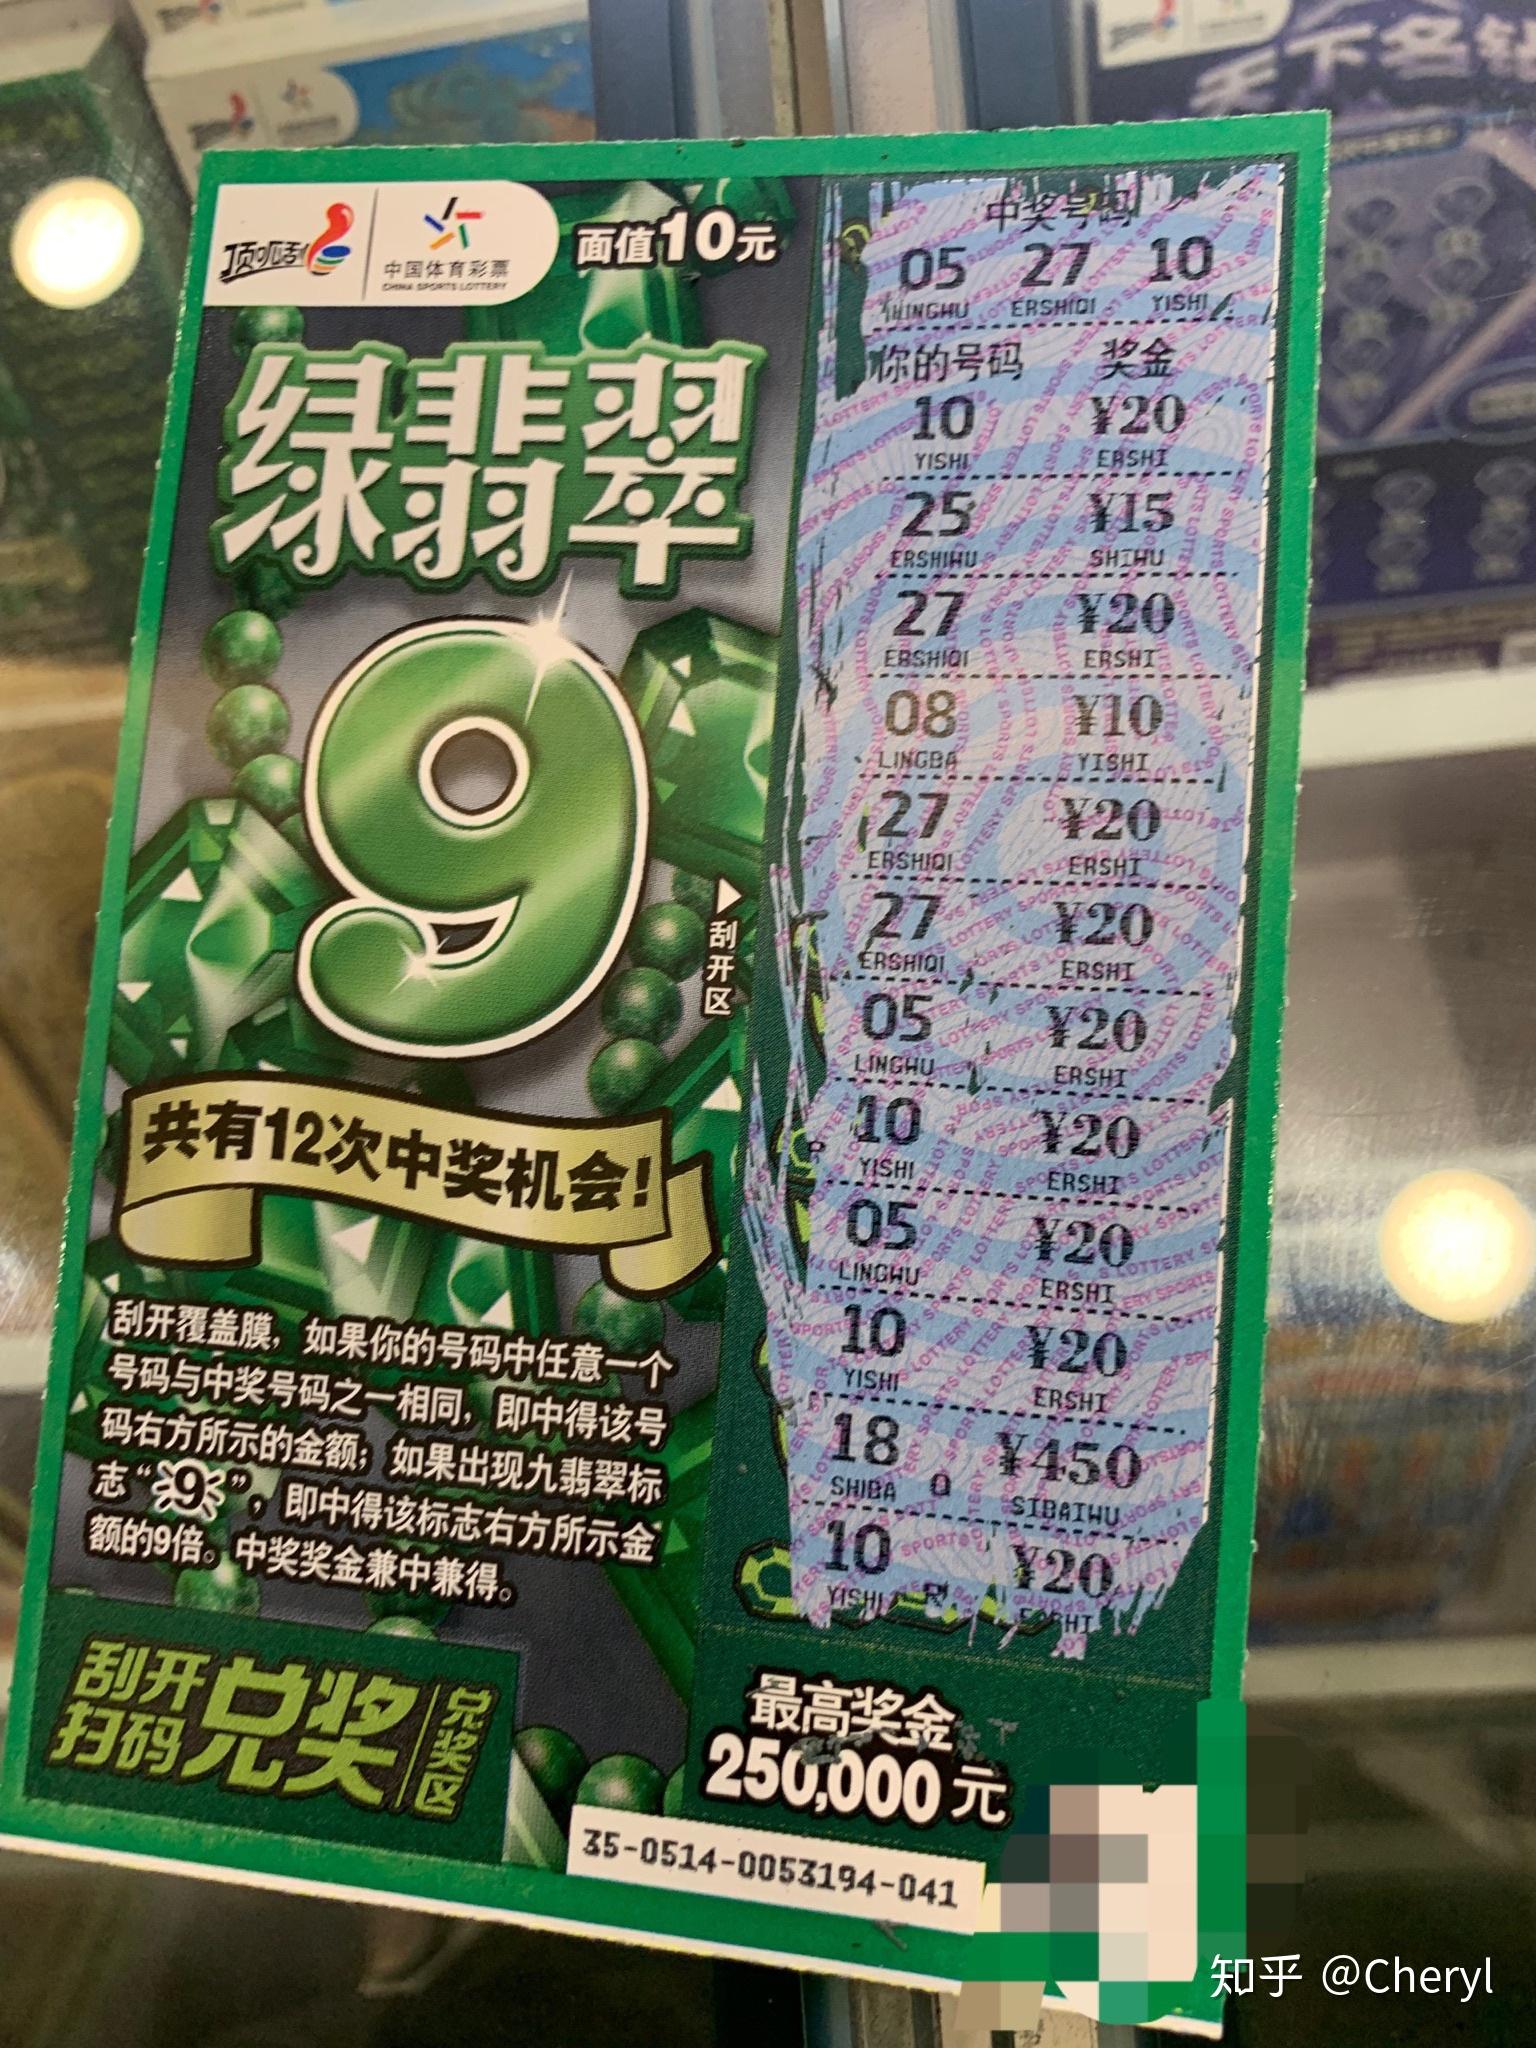 顶呱刮
中国体育彩票
CHINA SPORTS LOTTERY
面值10元
绿翡翠
9
共有12次中奖机会!
刮开覆盖膜，如果你的号码中任意一个
号码与中奖号码之一相同，即中得该号
码右方所示的金额；如果出现九翡翠标
志“9”，即中得该标志右方所示金
额的9倍。中奖奖金兼中兼得。
刮开
扫码
兑奖
兑奖区
刮开区
中奖号码
05 27 10
LINGWU ERSHIQI YISHI
你的号码 奖金
10 ¥20
YISHI ERSHI
25 ¥15
ERSHIWU SHIWU
27 ¥20
ERSHIQI ERSHI
08 ¥10
LINGBA YISHI
27 ¥20
ERSHIQI ERSHI
27 ¥20
ERSHIQI ERSHI
05 ¥20
LINGWU ERSHI
10 ¥20
YISHI ERSHI
05 ¥20
LINGWU ERSHI
10 ¥20
YISHI ERSHI
18 ¥450
SHIBA SIBAIWU
10 ¥20
YISHI ERSHI
最高奖金
250,000元
35-0514-0053194-041
天下名
知乎 @Cheryl